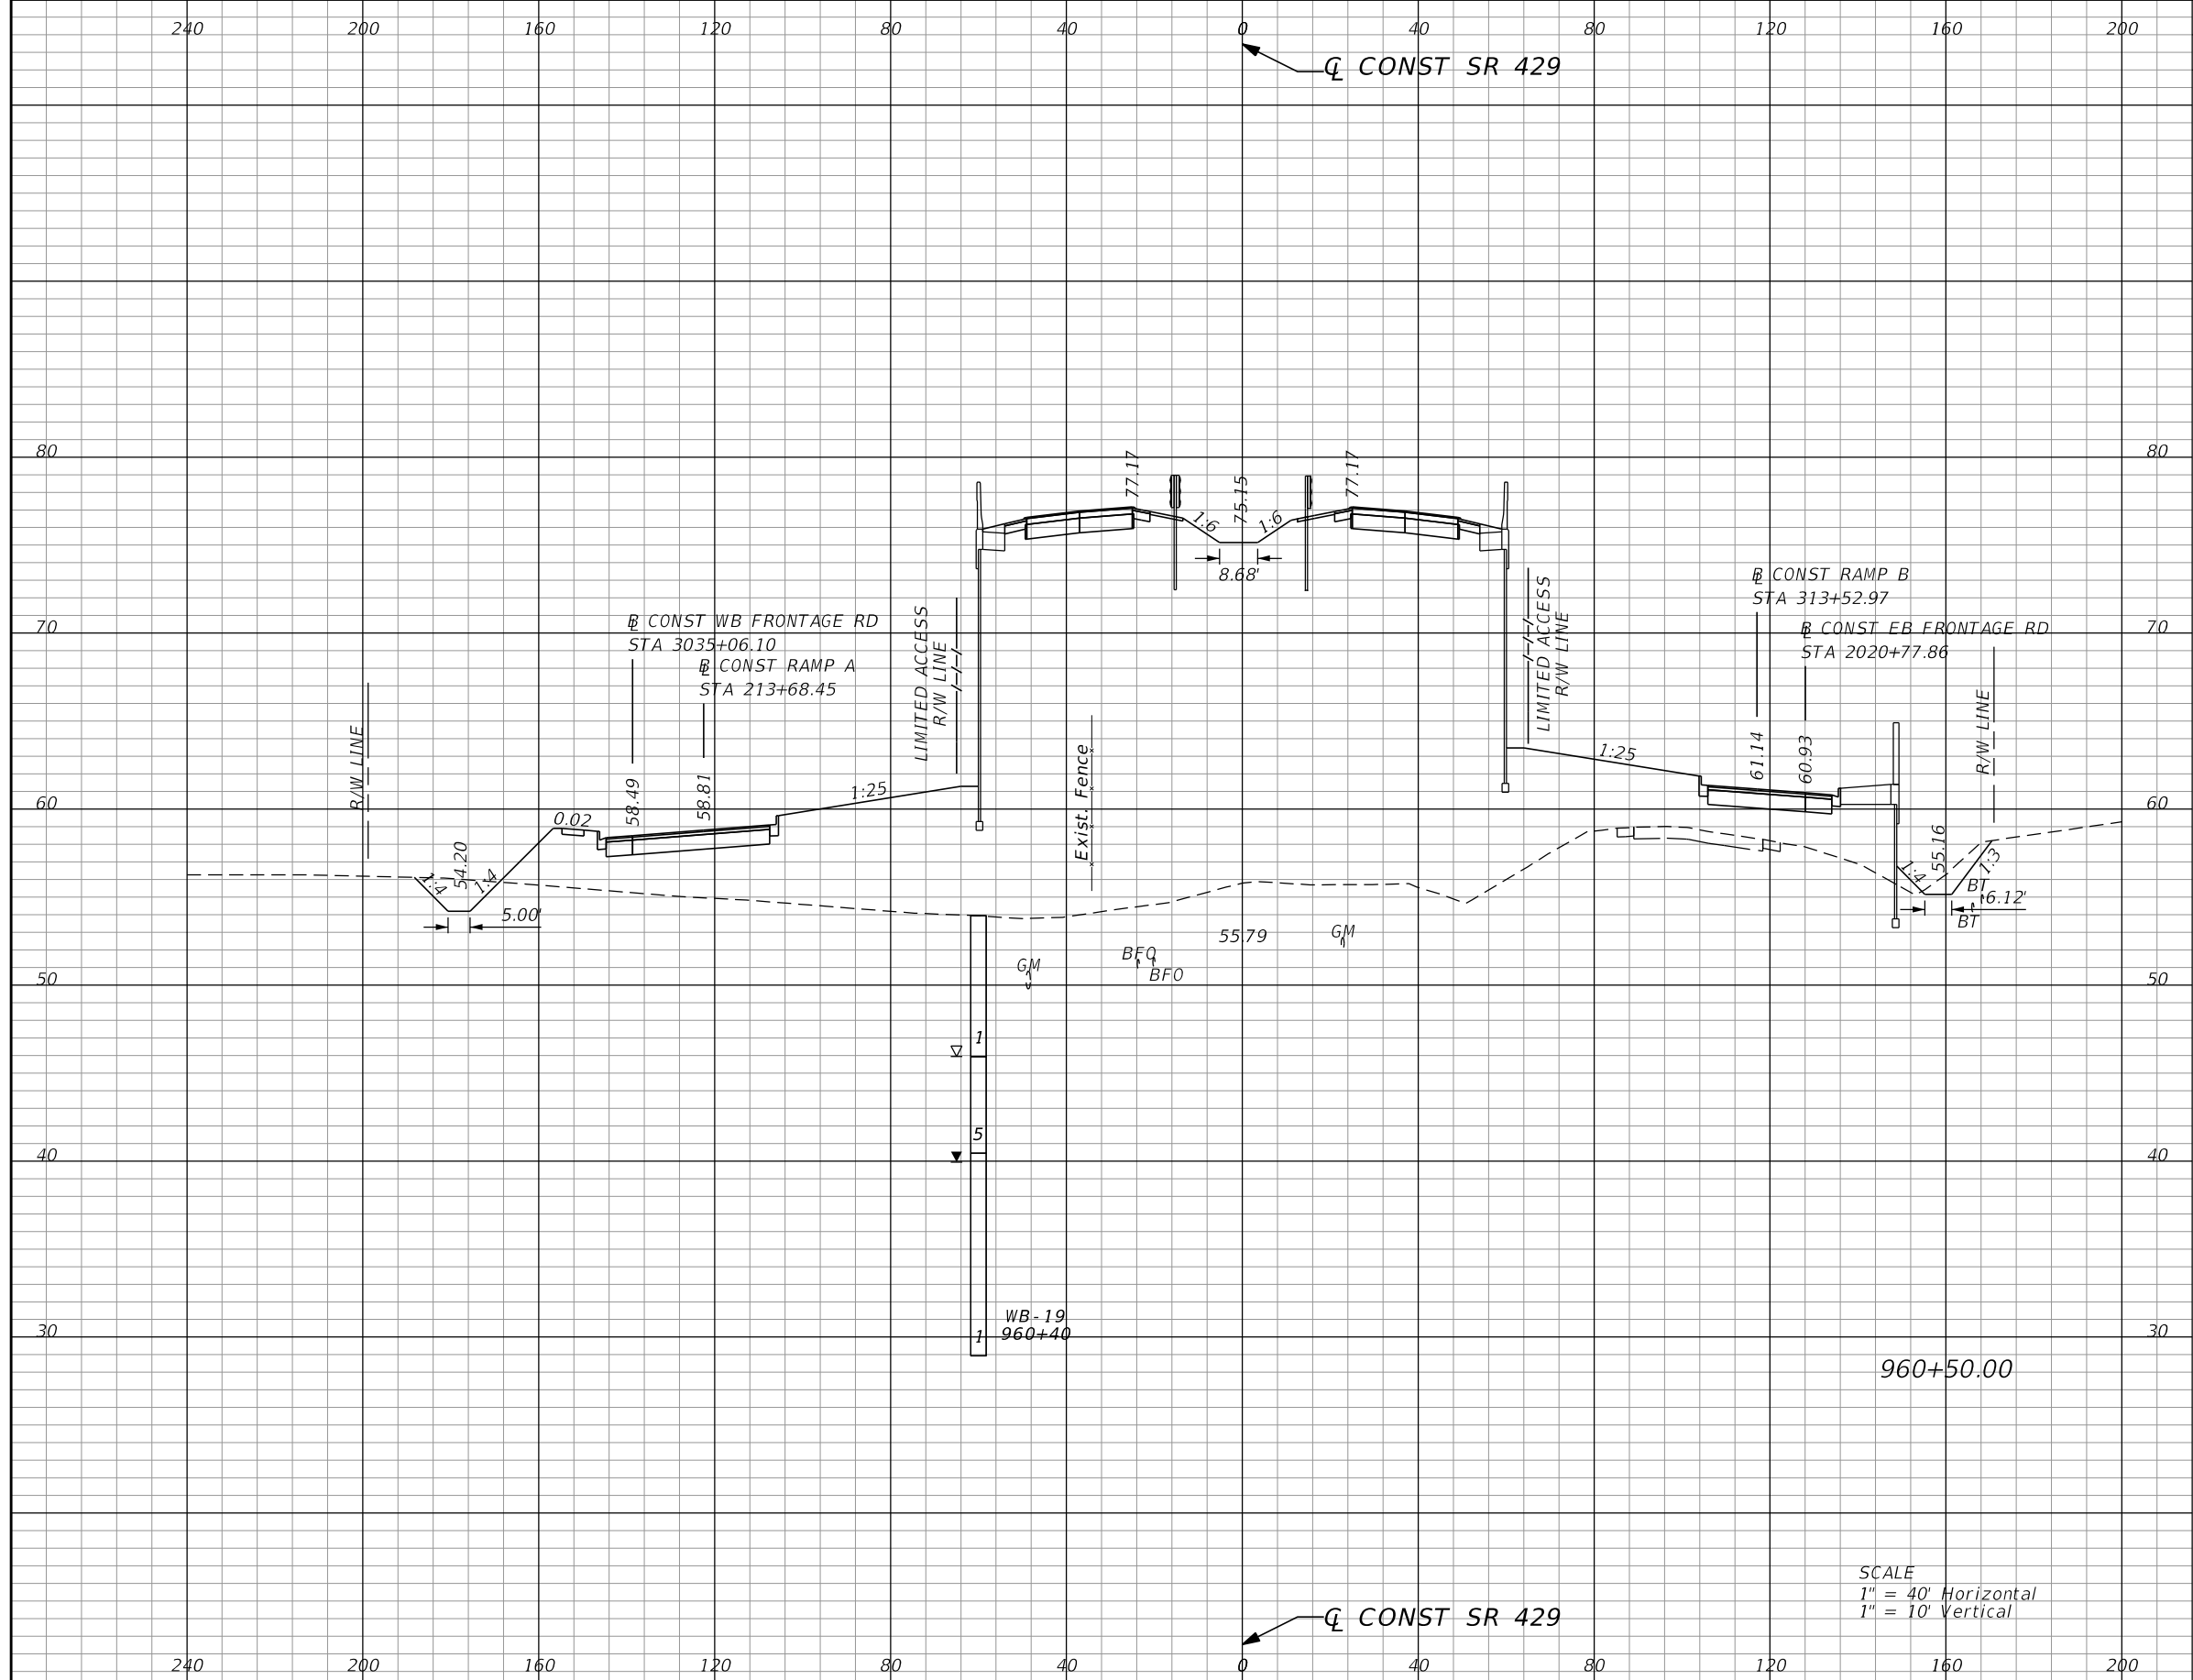 240 200 160 120 80 40 0 40 80 120 160 200
℄ CONST SR 429
80 80
77.17
75.15
77.17
1:6
1:6
8.68'
70 70
℄ CONST RAMP B
STA 313+52.97
B CONST WB FRONTAGE RD
STA 3035+06.10
B CONST RAMP A
STA 213+68.45
B CONST EB FRONTAGE RD
STA 2020+77.86
LIMITED ACCESS
R/W LINE
LIMITED ACCESS
R/W LINE
R/W LINE
R/W LINE
Exist. Fence
1:25
1:25
61.14
60.93
58.49
58.81
0.02
60 60
54.20
1:4
1:4
5.00'
55.16
1:4
1:3
BT
6.12'
BT
55.79
GM
GM
BFO
BFO
50 50
1
5
40 40
WB-19
960+40
1
30 30
960+50.00
SCALE
1" = 40' Horizontal
1" = 10' Vertical
℄ CONST SR 429
240 200 160 120 80 40 0 40 80 120 160 200